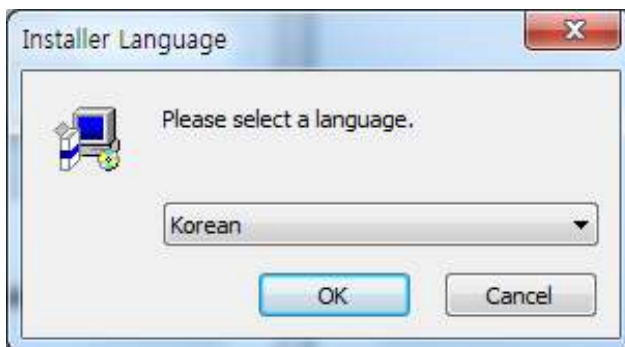 Installer Language
Please select a language.
Korean
OK
Cancel